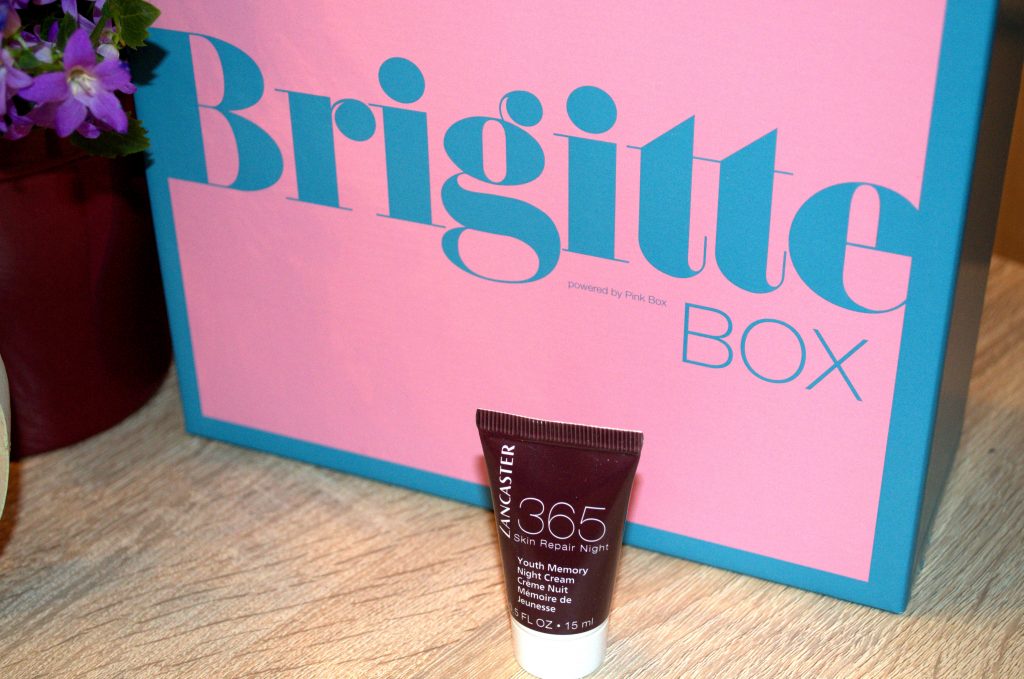 Brigitte
powered by Pink Box
BOX
LANCASTER
365
Skin Repair Night
Youth Memory
Night Cream
Crème Nuit
Mémoire de
Jeunesse
.5 FL OZ • 15 ml